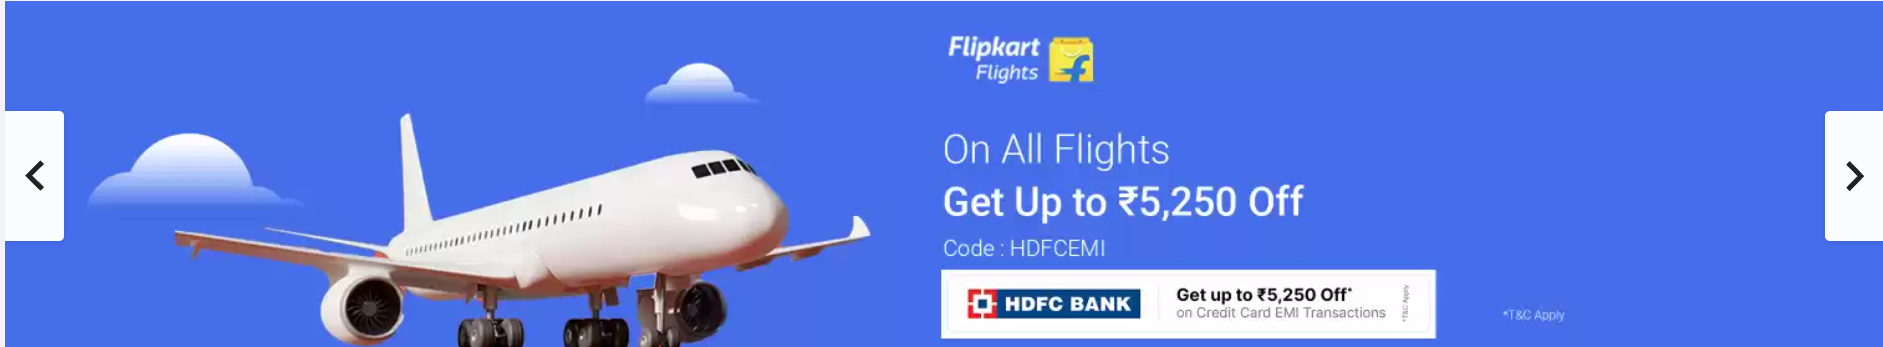 Flipkart
Flights
On All Flights
Get Up to ₹5,250 Off
Code : HDFCEMI
HDFC BANK
Get up to ₹5,250 Off*
on Credit Card EMI Transactions
*T&C Apply
*T&C Apply